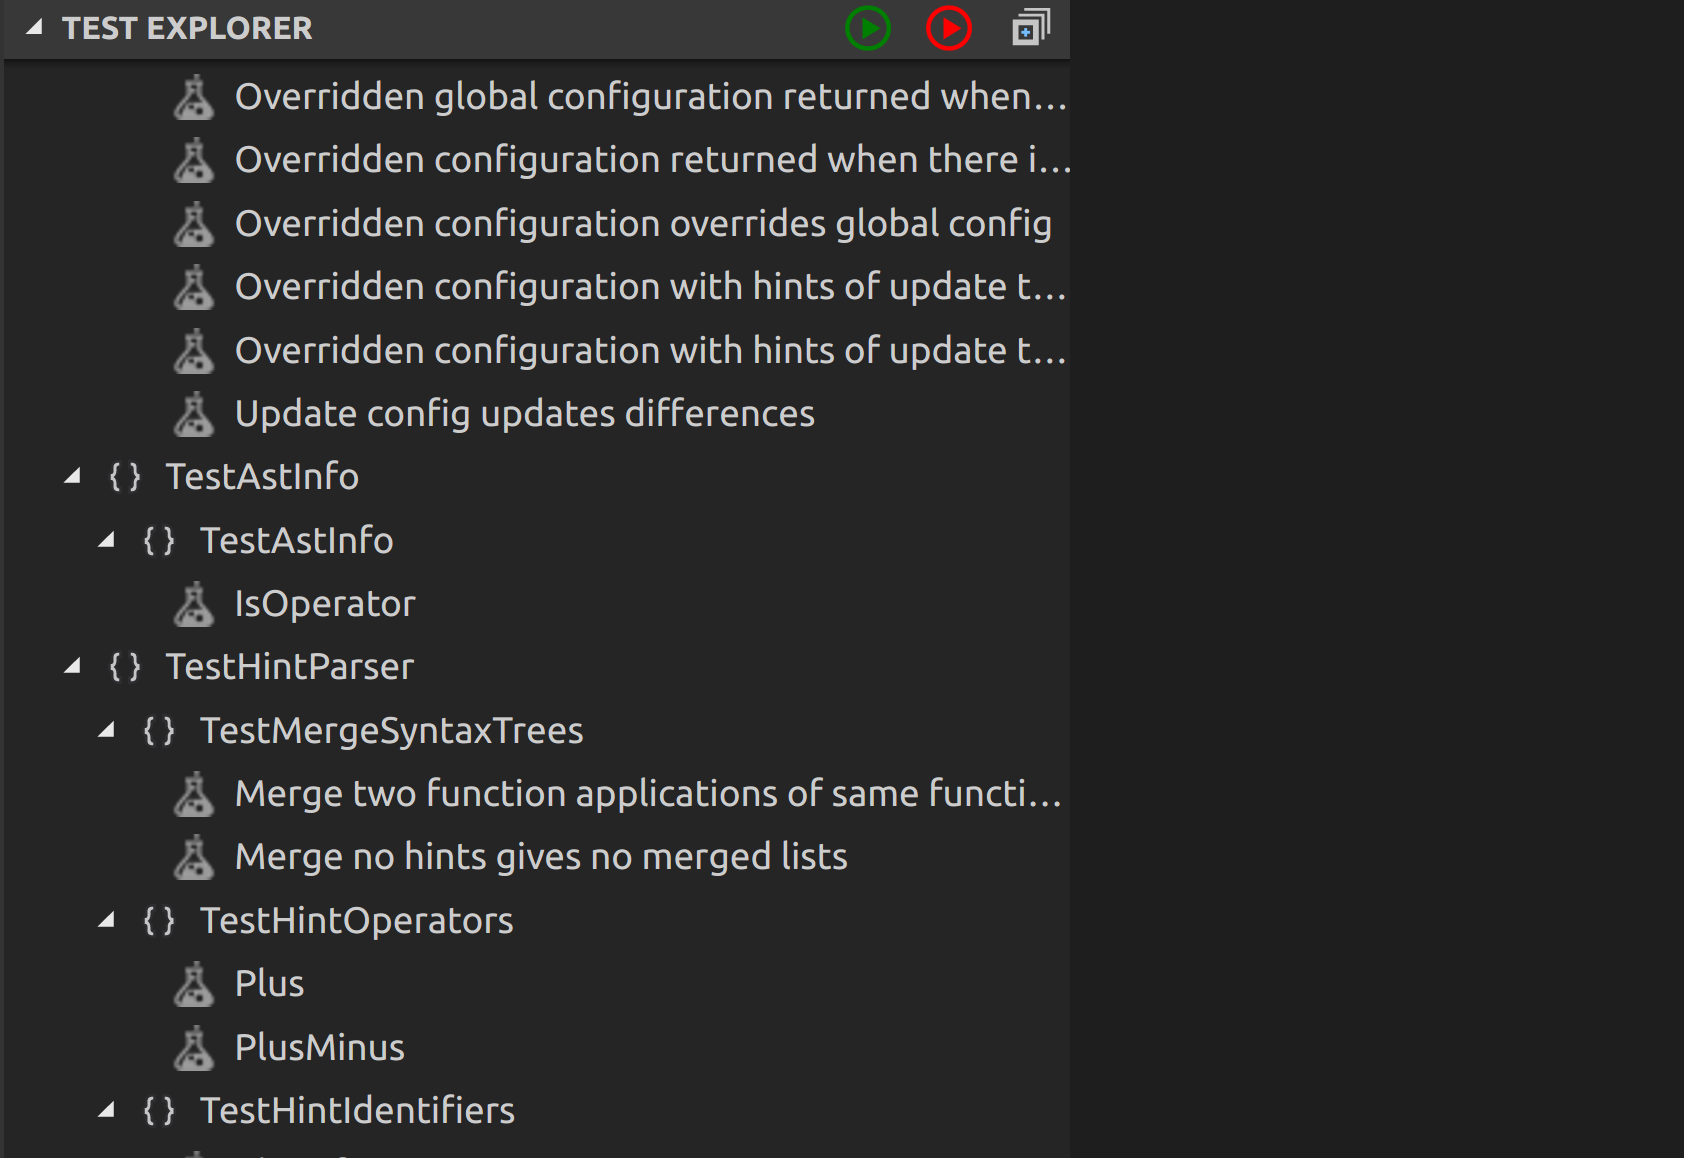 TEST EXPLORER
Overridden global configuration returned when...
Overridden configuration returned when there i...
Overridden configuration overrides global config
Overridden configuration with hints of update t...
Overridden configuration with hints of update t...
Update config updates differences
{ } TestAstInfo
{ } TestAstInfo
IsOperator
{ } TestHintParser
{ } TestMergeSyntaxTrees
Merge two function applications of same functi...
Merge no hints gives no merged lists
{ } TestHintOperators
Plus
PlusMinus
{ } TestHintIdentifiers